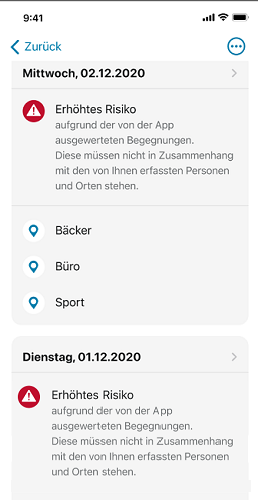 9:41
Zurück
Mittwoch, 02.12.2020
Erhöhtes Risiko
aufgrund der von der App
ausgewerteten Begegnungen.
Diese müssen nicht in Zusammenhang
mit den von Ihnen erfassten Personen
und Orten stehen.
Bäcker
Büro
Sport
Dienstag, 01.12.2020
Erhöhtes Risiko
aufgrund der von der App
ausgewerteten Begegnungen.
Diese müssen nicht in Zusammenhang
mit den von Ihnen erfassten Personen
und Orten stehen.